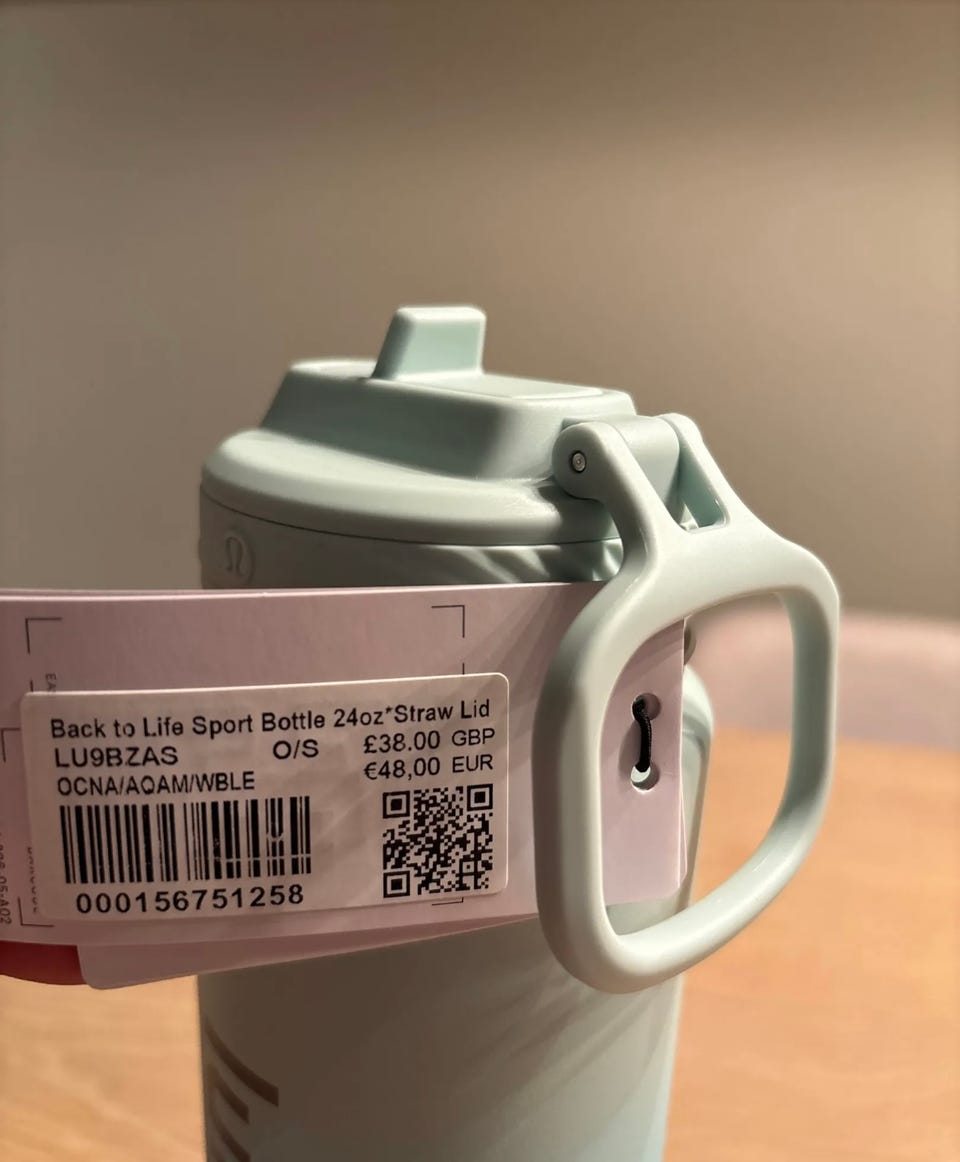 Back to Life Sport Bottle 24oz*Straw Lid
LU9BZAS O/S £38.00 GBP
OCNA/AQAM/WBLE €48,00 EUR
000156751258